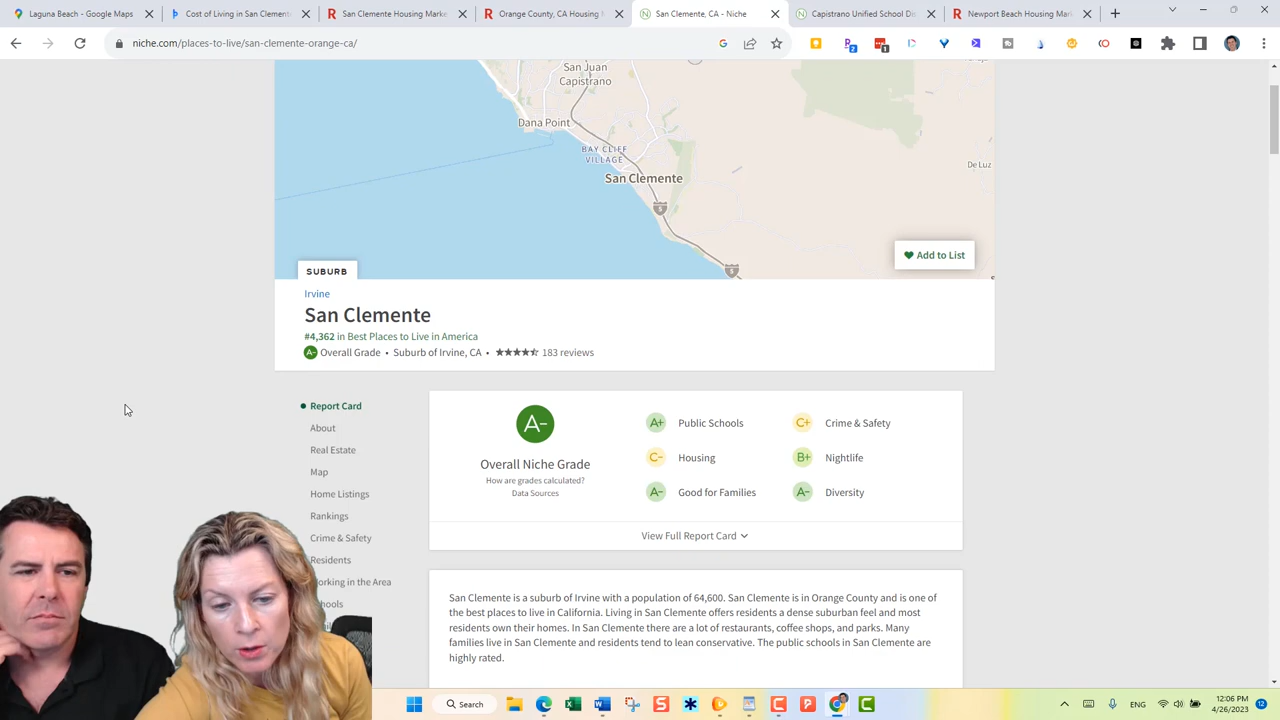 Laguna Beach - Google Maps
Cost of Living in San Clement
San Clemente Housing Marke
Orange County, CA Housing M
San Clemente, CA - Niche
Capistrano Unified School Dis
Newport Beach Housing Mark
niche.com/places-to-live/san-clemente-orange-ca/
San Juan
Capistrano
Dana Point
BAY CLIFF
VILLAGE
San Clemente
De Luz
5
5
Add to List
SUBURB
Irvine
San Clemente
#4,362 in Best Places to Live in America
A- Overall Grade • Suburb of Irvine, CA • 183 reviews
Report Card
About
Real Estate
Map
Home Listings
Rankings
Crime & Safety
Residents
orking in the Area
hools
A-
Overall Niche Grade
How are grades calculated?
Data Sources
A+ Public Schools
C+ Crime & Safety
C- Housing
B+ Nightlife
A- Good for Families
A- Diversity
View Full Report Card
San Clemente is a suburb of Irvine with a population of 64,600. San Clemente is in Orange County and is one of
the best places to live in California. Living in San Clemente offers residents a dense suburban feel and most
residents own their homes. In San Clemente there are a lot of restaurants, coffee shops, and parks. Many
families live in San Clemente and residents tend to lean conservative. The public schools in San Clemente are
highly rated.
Search
ENG
12:06 PM
4/26/2023
12